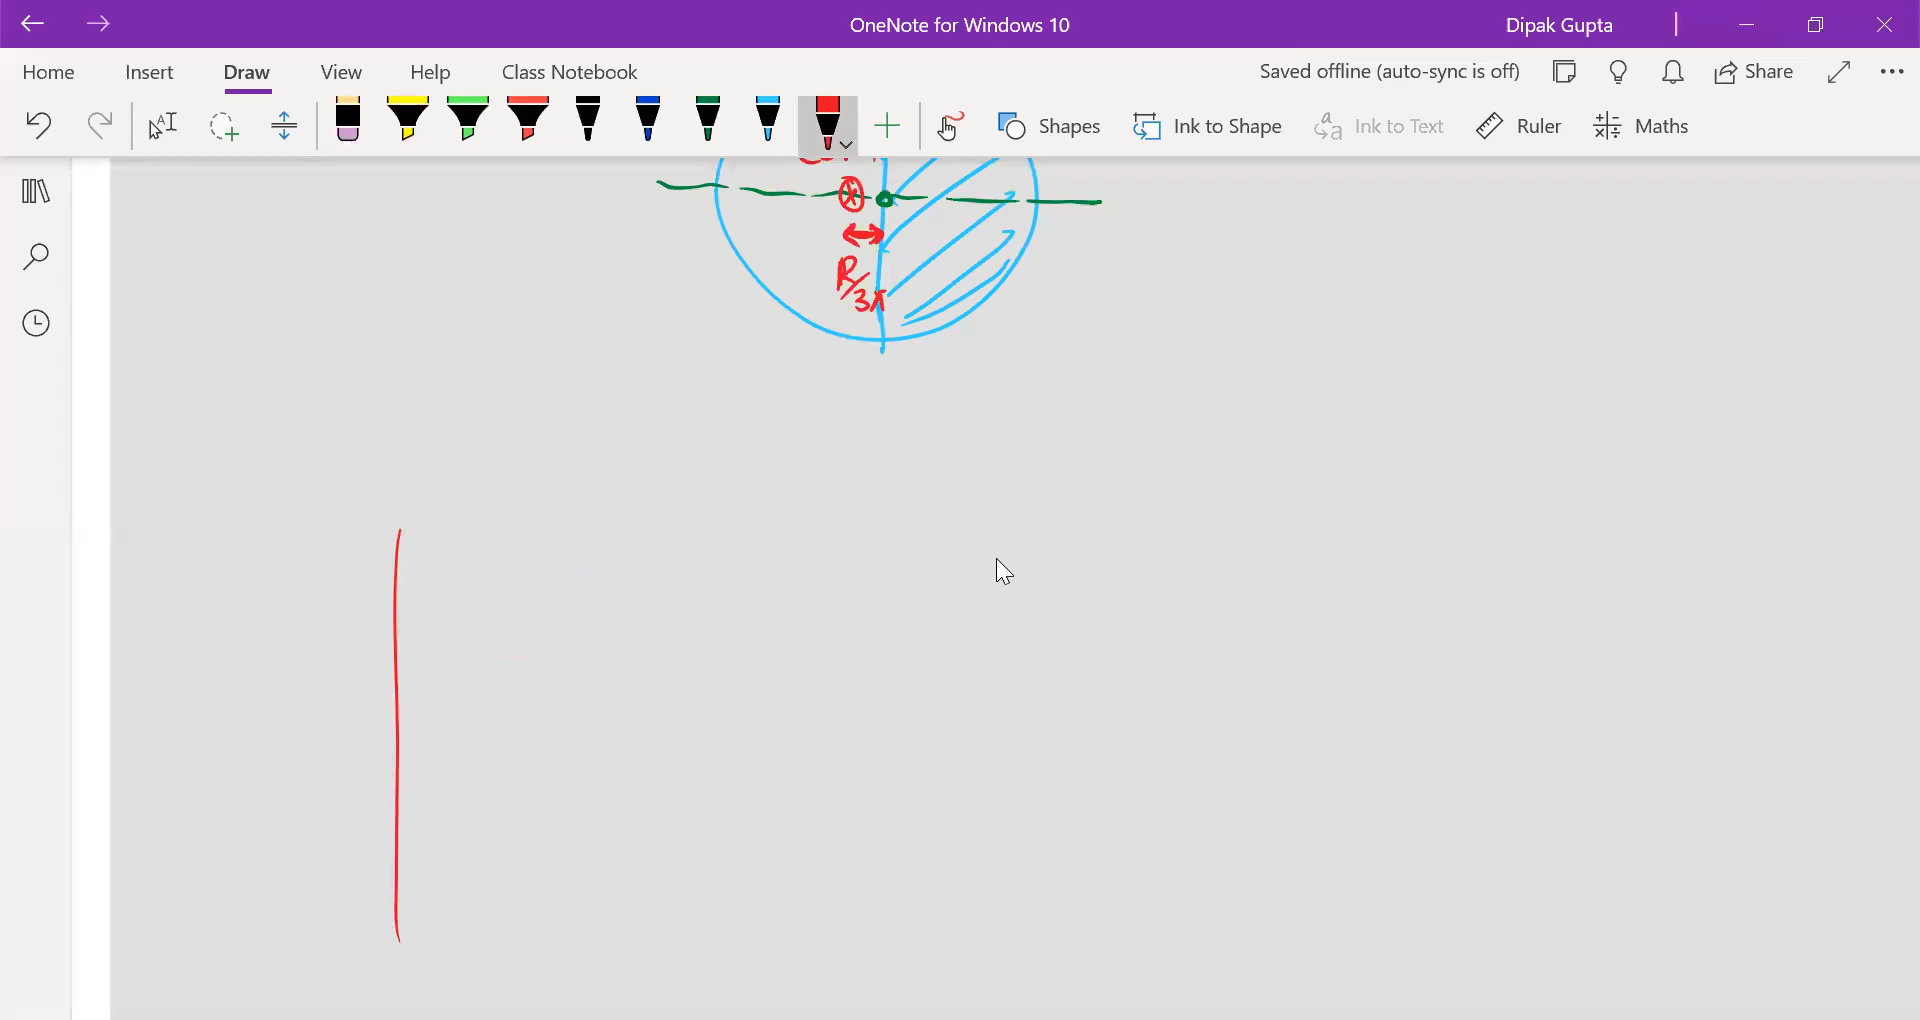 OneNote for Windows 10
Dipak Gupta
Home Insert Draw View Help Class Notebook
Saved offline (auto-sync is off) Share
Shapes Ink to Shape Ink to Text Ruler Maths
R/3π